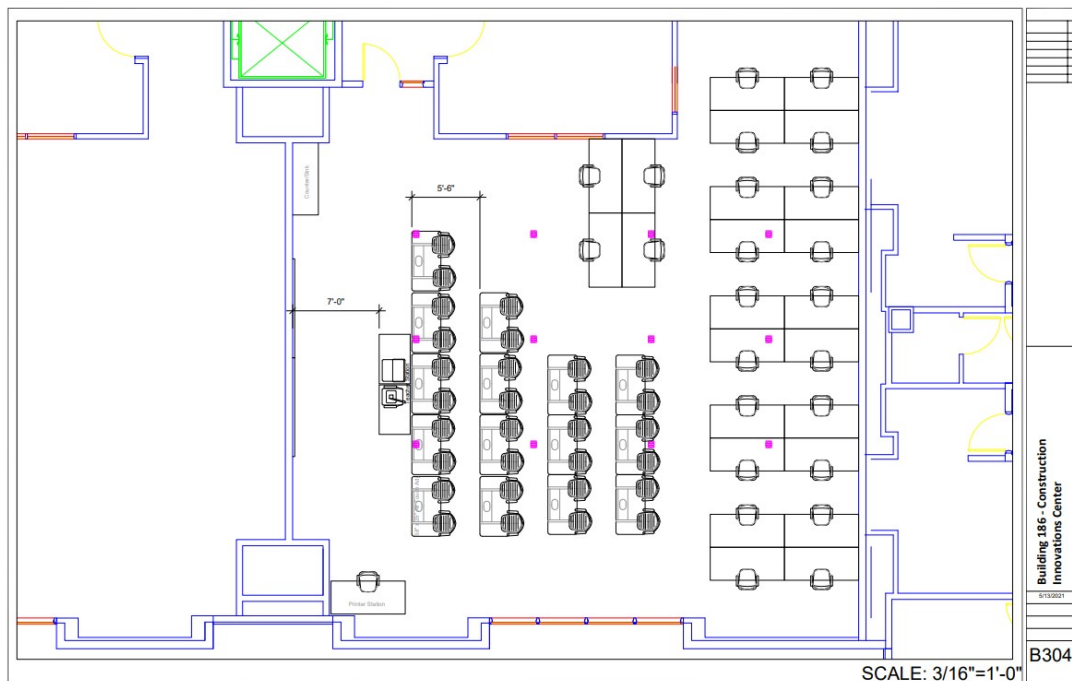 Counter/Sink
5'-6"
7'-0"
Printer Station
Building 186 - Construction
Innovations Center
5/13/2021
B304
SCALE: 3/16"=1'-0"